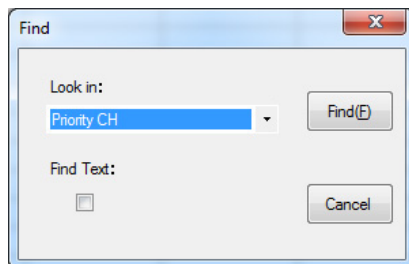 Find
Look in:
Priority CH
Find(F)
Find Text:
Cancel